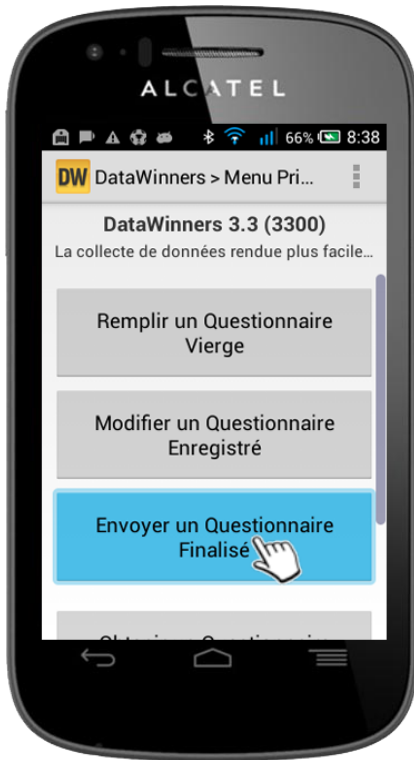 ALCATEL
66% 8:38
DW DataWinners > Menu Pri...
DataWinners 3.3 (3300)
La collecte de données rendue plus facile...
Remplir un Questionnaire
Vierge
Modifier un Questionnaire
Enregistré
Envoyer un Questionnaire
Finalisé